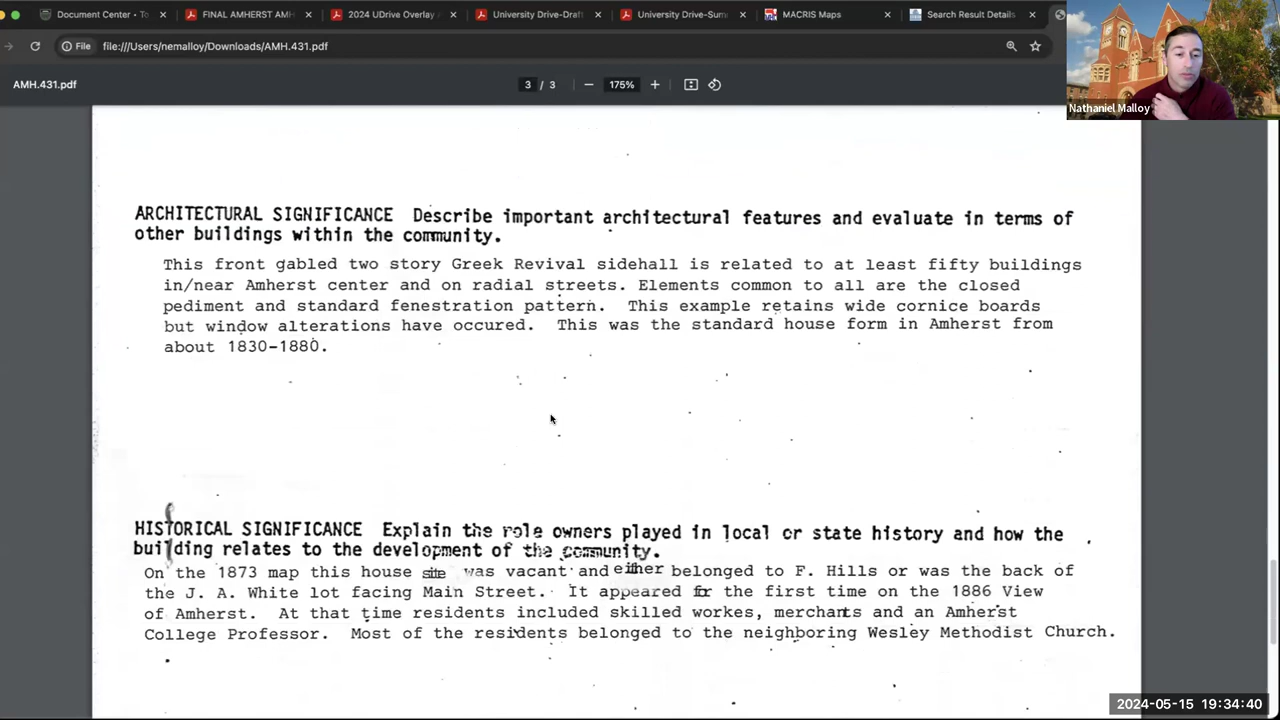 Document Center • To
FINAL AMHERST AMH
2024 UDrive Overlay
University Drive-Draft
University Drive-Sum
MACRIS Maps
Search Result Details
File file:///Users/nemalloy/Downloads/AMH.431.pdf
AMH.431.pdf
3 / 3
175%
Nathaniel Malloy
ARCHITECTURAL SIGNIFICANCE Describe important architectural features and evaluate in terms of
other buildings within the community.
This front gabled two story Greek Revival sidehall is related to at least fifty buildings
in/near Amherst center and on radial streets. Elements common to all are the closed
pediment and standard fenestration pattern. This example retains wide cornice boards
but window alterations have occured. This was the standard house form in Amherst from
about 1830-1880.
HISTORICAL SIGNIFICANCE Explain the role owners played in local or state history and how the
building relates to the development of the community.
On the 1873 map this house site was vacant and either belonged to F. Hills or was the back of
the J. A. White lot facing Main Street. It appeared for the first time on the 1886 View
of Amherst. At that time residents included skilled workes, merchants and an Amherst
College Professor. Most of the residents belonged to the neighboring Wesley Methodist Church.
2024-05-15 19:34:40